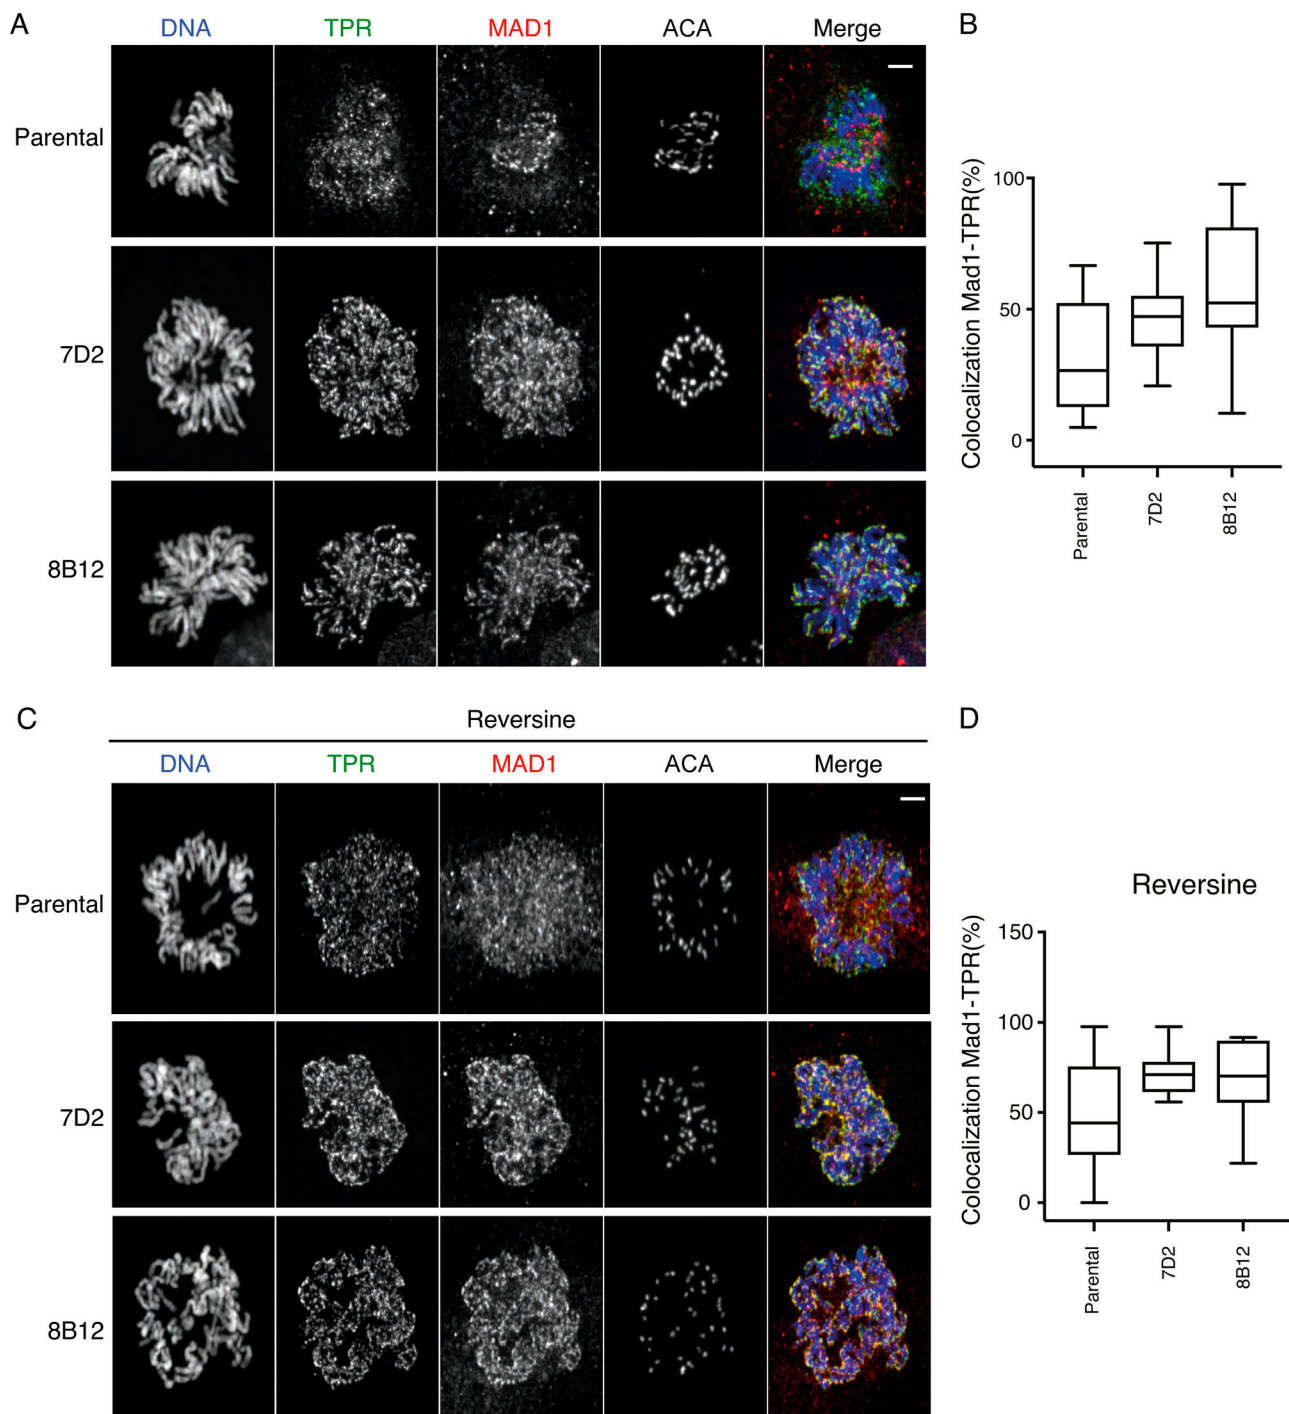 A
DNA TPR MAD1 ACA Merge
Parental
7D2
8B12
B
Colocalization Mad1-TPR(%)
100
50
0
Parental 7D2 8B12
C
Reversine
DNA TPR MAD1 ACA Merge
Parental
7D2
8B12
D
Reversine
Colocalization Mad1-TPR(%)
150
100
50
0
Parental 7D2 8B12